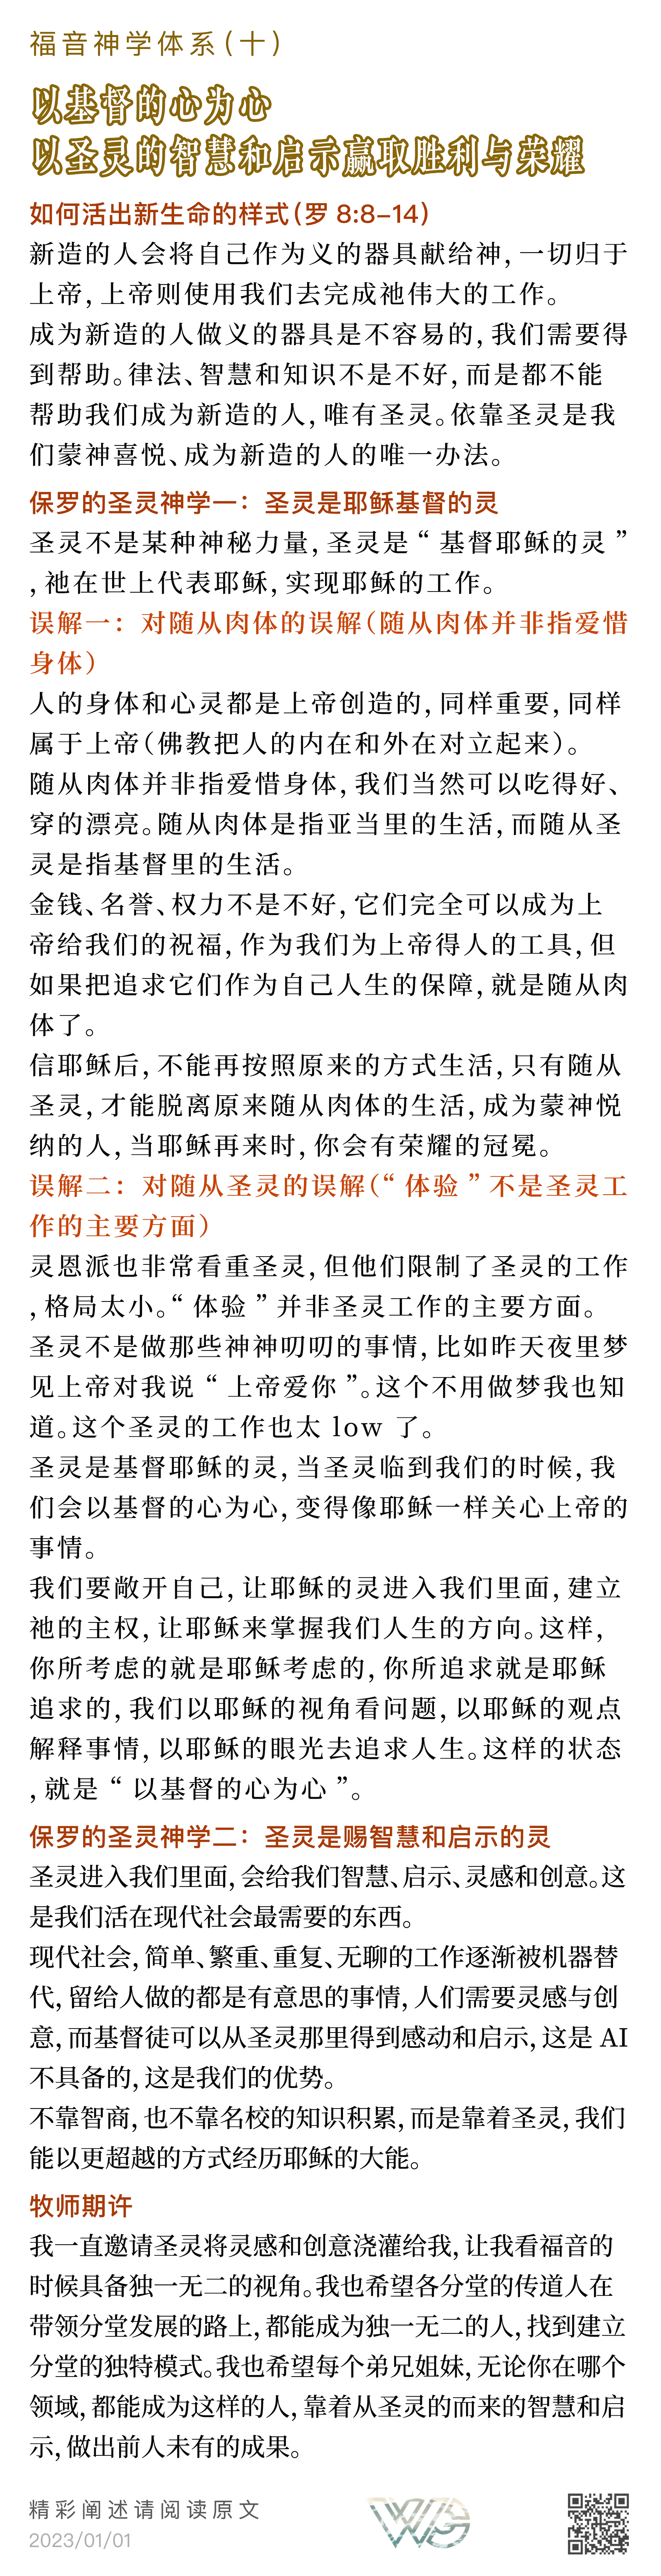 福音神学体系(十)
以基督的心为心
以圣灵的智慧和启示赢取胜利与荣耀
如何活出新生命的样式(罗 8:8–14)
新造的人会将自己作为义的器具献给神,一切归于
上帝,上帝则使用我们去完成祂伟大的工作。
成为新造的人做义的器具是不容易的,我们需要得
到帮助。律法、智慧和知识不是不好,而是都不能
帮助我们成为新造的人,唯有圣灵。依靠圣灵是我
们蒙神喜悦、成为新造的人的唯一办法。
保罗的圣灵神学一：圣灵是耶稣基督的灵
圣灵不是某种神秘力量,圣灵是“基督耶稣的灵”
,祂在世上代表耶稣,实现耶稣的工作。
误解一：对随从肉体的误解(随从肉体并非指爱惜
身体)
人的身体和心灵都是上帝创造的,同样重要,同样
属于上帝(佛教把人的内在和外在对立起来)。
随从肉体并非指爱惜身体,我们当然可以吃得好、
穿的漂亮。随从肉体是指亚当里的生活,而随从圣
灵是指基督里的生活。
金钱、名誉、权力不是不好,它们完全可以成为上
帝给我们的祝福,作为我们为上帝得人的工具,但
如果把追求它们作为自己人生的保障,就是随从肉
体了。
信耶稣后,不能再按照原来的方式生活,只有随从
圣灵,才能脱离原来随从肉体的生活,成为蒙神悦
纳的人,当耶稣再来时,你会有荣耀的冠冕。
误解二：对随从圣灵的误解(“体验”不是圣灵工
作的主要方面)
灵恩派也非常看重圣灵,但他们限制了圣灵的工作
,格局太小。“体验”并非圣灵工作的主要方面。
圣灵不是做那些神神叨叨的事情,比如昨天夜里梦
见上帝对我说“上帝爱你”。这个不用做梦我也知
道。这个圣灵的工作也太 low 了。
圣灵是基督耶稣的灵,当圣灵临到我们的时候,我
们会以基督的心为心,变得像耶稣一样关心上帝的
事情。
我们要敞开自己,让耶稣的灵进入我们里面,建立
祂的主权,让耶稣来掌握我们人生的方向。这样,
你所考虑的就是耶稣考虑的,你所追求就是耶稣
追求的,我们以耶稣的视角看问题,以耶稣的观点
解释事情,以耶稣的眼光去追求人生。这样的状态
,就是“以基督的心为心”。
保罗的圣灵神学二：圣灵是赐智慧和启示的灵
圣灵进入我们里面,会给我们智慧、启示、灵感和创意。这
是我们活在现代社会最需要的东西。
现代社会,简单、繁重、重复、无聊的工作逐渐被机器替
代,留给人做的都是有意思的事情,人们需要灵感与创
意,而基督徒可以从圣灵那里得到感动和启示,这是 AI
不具备的,这是我们的优势。
不靠智商,也不靠名校的知识积累,而是靠着圣灵,我们
能以更超越的方式经历耶稣的大能。
牧师期许
我一直邀请圣灵将灵感和创意浇灌给我,让我看福音的
时候具备独一无二的视角。我也希望各分堂的传道人在
带领分堂发展的路上,都能成为独一无二的人,找到建立
分堂的独特模式。我也希望每个弟兄姐妹,无论你在哪个
领域,都能成为这样的人,靠着从圣灵的而来的智慧和启
示,做出前人未有的成果。
精彩阐述请阅读原文
2023/01/01